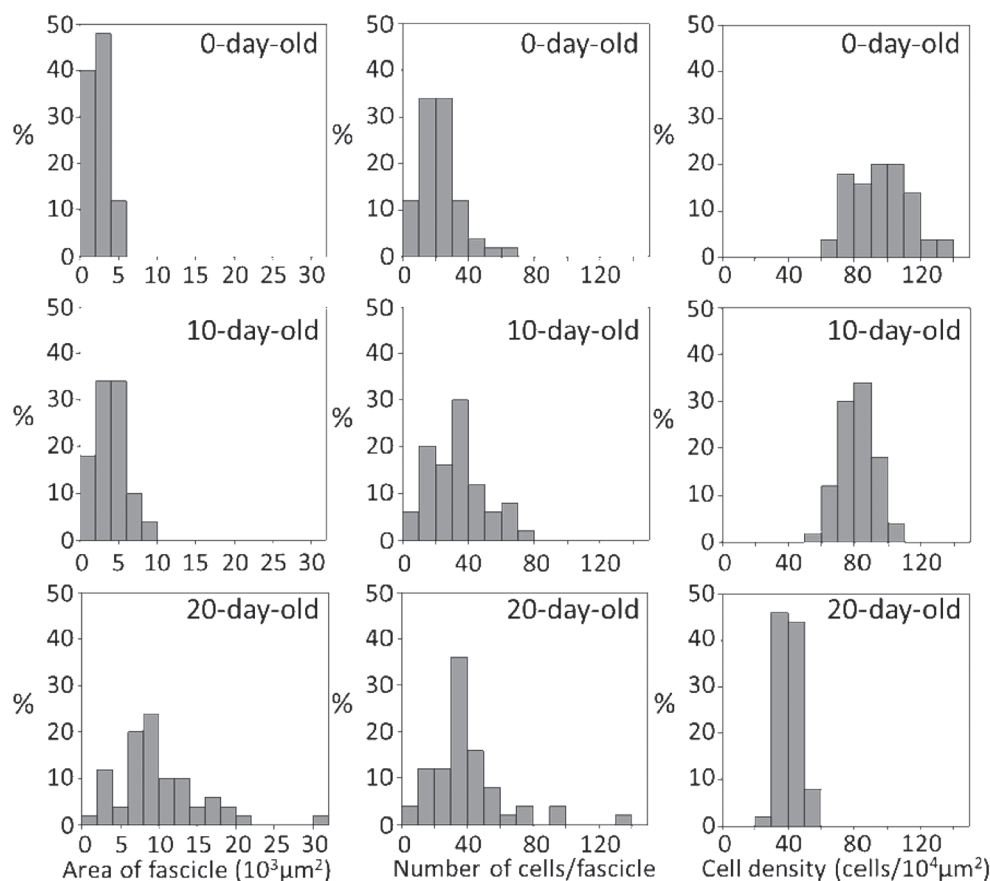 50 0-day-old
40
30
%
20
10
0
0 5 10 15 20 25 30
50 0-day-old
40
30
%
20
10
0
0 40 80 120
50 0-day-old
40
30
%
20
10
0
0 40 80 120
50 10-day-old
40
30
%
20
10
0
0 5 10 15 20 25 30
50 10-day-old
40
30
%
20
10
0
0 40 80 120
50 10-day-old
40
30
%
20
10
0
0 40 80 120
50 20-day-old
40
30
%
20
10
0
0 5 10 15 20 25 30
Area of fascicle (10³µm²)
50 20-day-old
40
30
%
20
10
0
0 40 80 120
Number of cells/fascicle
50 20-day-old
40
30
%
20
10
0
0 40 80 120
Cell density (cells/10⁴µm²)